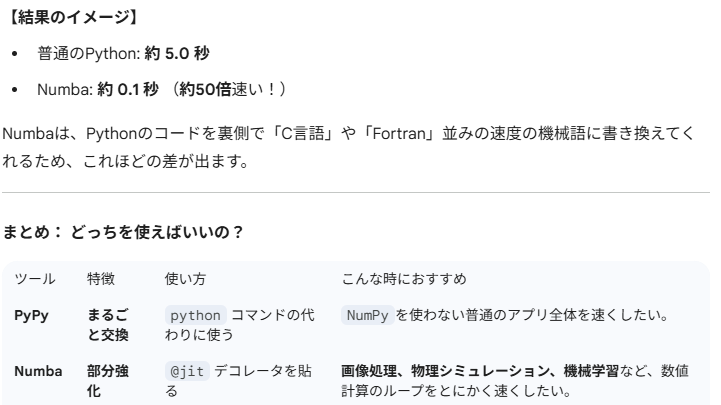 【結果のイメージ】
• 普通のPython: 約 5.0 秒
• Numba: 約 0.1 秒 （約50倍速い！）
Numbaは、Pythonのコードを裏側で「C言語」や「Fortran」並みの速度の機械語に書き換えてく
れるため、これほどの差が出ます。
まとめ： どっちを使えばいいの？
ツール 特徴 使い方 こんな時におすすめ
PyPy まるご python コマンドの代 NumPy を使わない普通のアプリ全体を速くしたい。
と交換 わりに使う
Numba 部分強 @jit デコレータを貼 画像処理、物理シミュレーション、機械学習など、数値
化 る 計算のループをとにかく速くしたい。